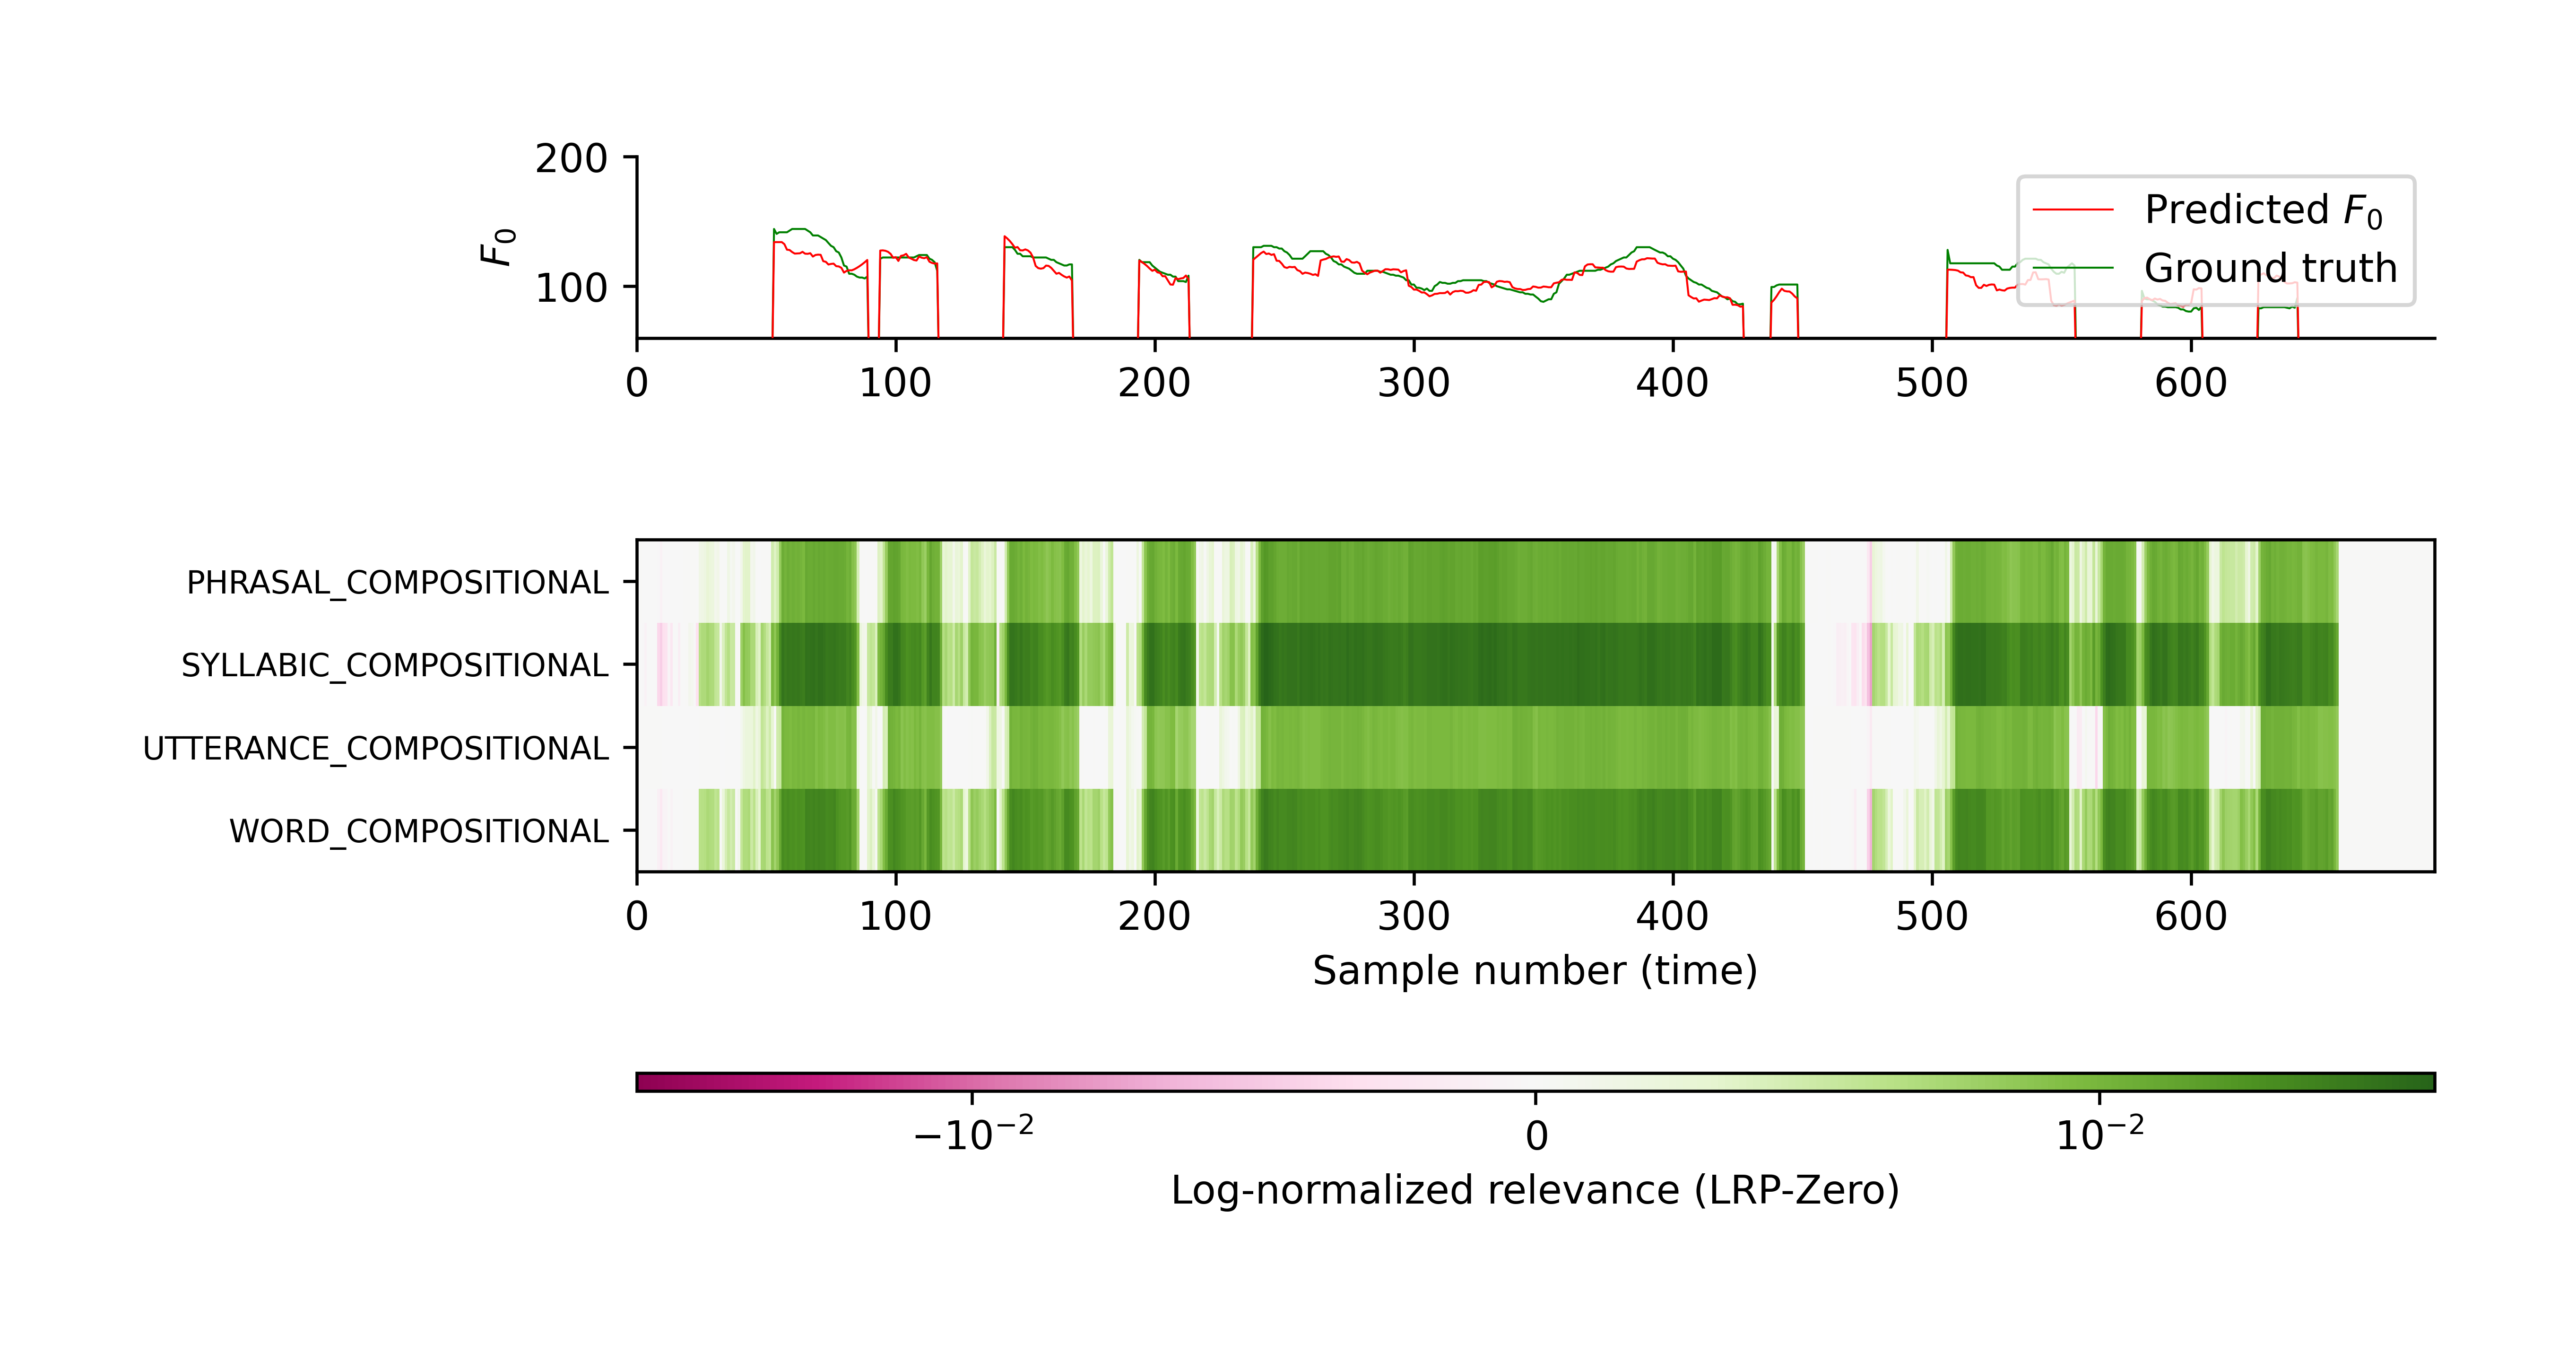 200
100
F₀
Predicted F₀
Ground truth
0 100 200 300 400 500 600
PHRASAL_COMPOSITIONAL
SYLLABIC_COMPOSITIONAL
UTTERANCE_COMPOSITIONAL
WORD_COMPOSITIONAL
0 100 200 300 400 500 600
Sample number (time)
−10⁻² 0 10⁻²
Log-normalized relevance (LRP-Zero)